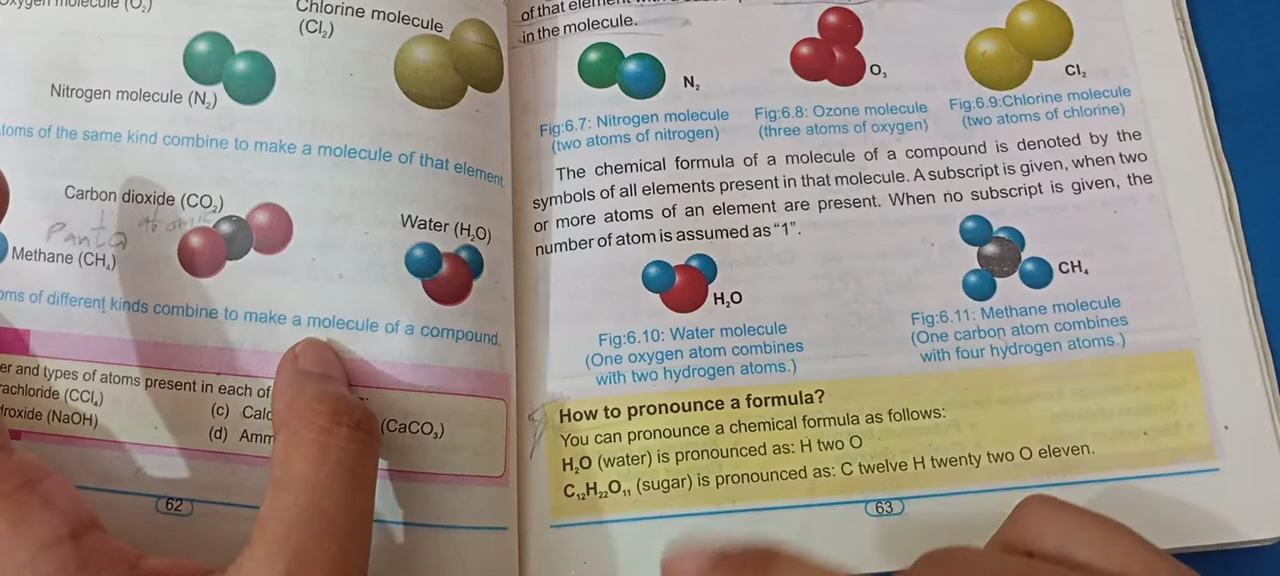 Oxygen molecule (O₂)
Chlorine molecule
(Cl₂)
Nitrogen molecule (N₂)
atoms of the same kind combine to make a molecule of that element
Carbon dioxide (CO₂)
Panta atomic
Water (H₂O)
Methane (CH₄)
oms of different kinds combine to make a molecule of a compound.
er and types of atoms present in each of
rachloride (CCl₄)
(c) Calc
(CaCO₃)
droxide (NaOH)
(d) Amm
62
of that element
in the molecule.
N₂
O₃
Cl₂
Fig:6.7: Nitrogen molecule
(two atoms of nitrogen)
Fig:6.8: Ozone molecule
(three atoms of oxygen)
Fig:6.9:Chlorine molecule
(two atoms of chlorine)
The chemical formula of a molecule of a compound is denoted by the
symbols of all elements present in that molecule. A subscript is given, when two
or more atoms of an element are present. When no subscript is given, the
number of atom is assumed as “1”.
H₂O
CH₄
Fig:6.10: Water molecule
(One oxygen atom combines
with two hydrogen atoms.)
Fig:6.11: Methane molecule
(One carbon atom combines
with four hydrogen atoms.)
How to pronounce a formula?
You can pronounce a chemical formula as follows:
H₂O (water) is pronounced as: H two O
C₁₂H₂₂O₁₁ (sugar) is pronounced as: C twelve H twenty two O eleven.
63